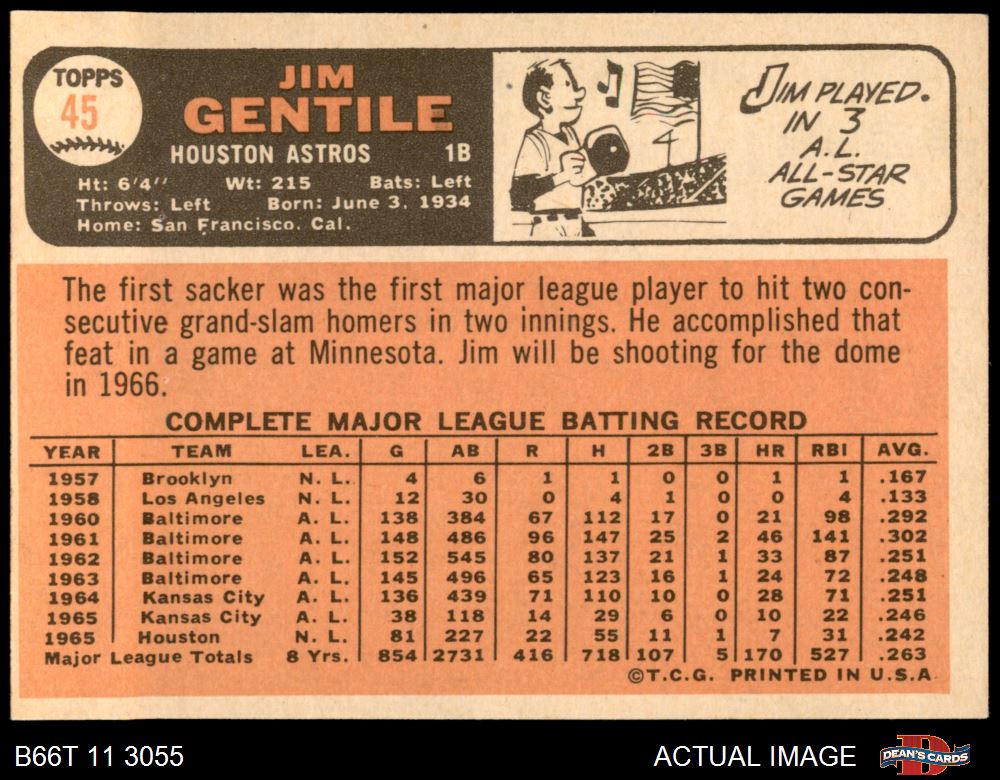 TOPPS
45
JIM
GENTILE
HOUSTON ASTROS 1B
Ht: 6'4" Wt: 215 Bats: Left
Throws: Left Born: June 3, 1934
Home: San Francisco, Cal.
JIM PLAYED
IN 3
A.L.
ALL-STAR
GAMES
The first sacker was the first major league player to hit two con-
secutive grand-slam homers in two innings. He accomplished that
feat in a game at Minnesota. Jim will be shooting for the dome
in 1966.
COMPLETE MAJOR LEAGUE BATTING RECORD
YEAR TEAM LEA. G AB R H 2B 3B HR RBI AVG.
1957 Brooklyn N. L. 4 6 1 1 0 0 1 1 .167
1958 Los Angeles N. L. 12 30 0 4 1 0 0 4 .133
1960 Baltimore A. L. 138 384 67 112 17 0 21 98 .292
1961 Baltimore A. L. 148 486 96 147 25 2 46 141 .302
1962 Baltimore A. L. 152 545 80 137 21 1 33 87 .251
1963 Baltimore A. L. 145 496 65 123 16 1 24 72 .248
1964 Kansas City A. L. 136 439 71 110 10 0 28 71 .251
1965 Kansas City A. L. 38 118 14 29 6 0 10 22 .246
1965 Houston N. L. 81 227 22 55 11 1 7 31 .242
Major League Totals 8 Yrs. 854 2731 416 718 107 5 170 527 .263
©T.C.G. PRINTED IN U.S.A.
B66T 11 3055 ACTUAL IMAGE DEAN'S CARDS